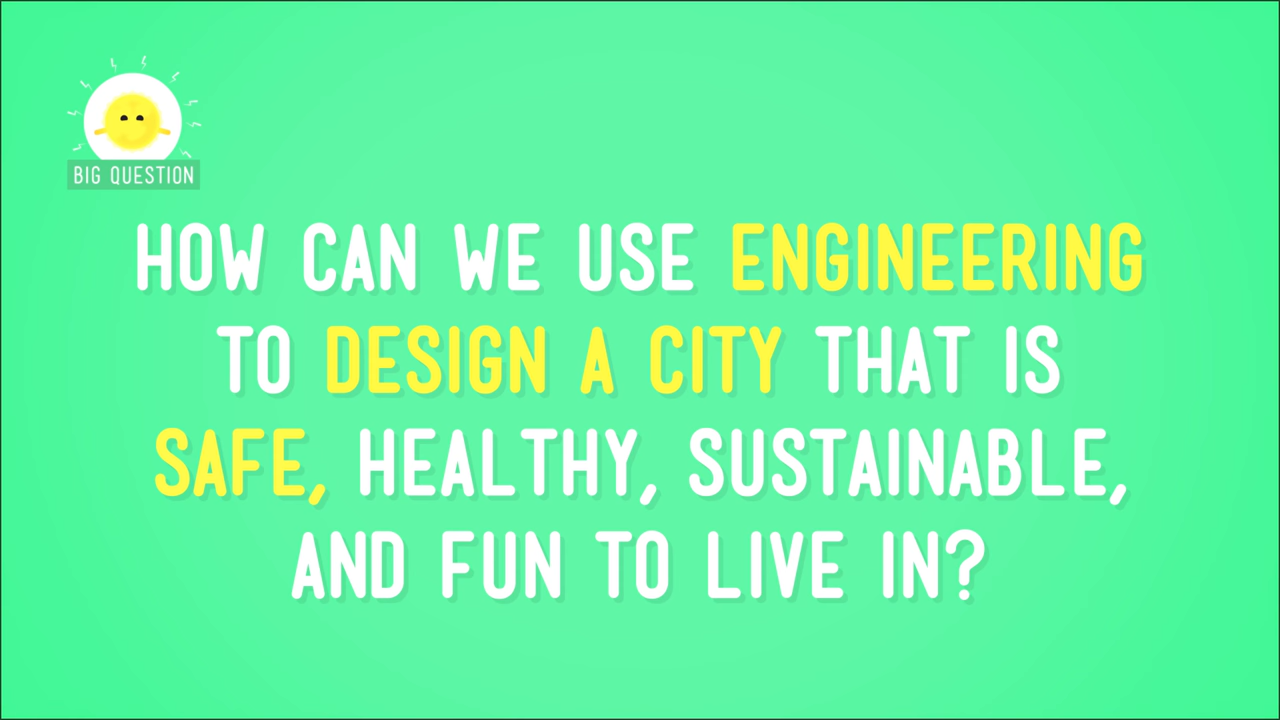 BIG QUESTION
HOW CAN WE USE ENGINEERING
TO DESIGN A CITY THAT IS
SAFE, HEALTHY, SUSTAINABLE,
AND FUN TO LIVE IN?